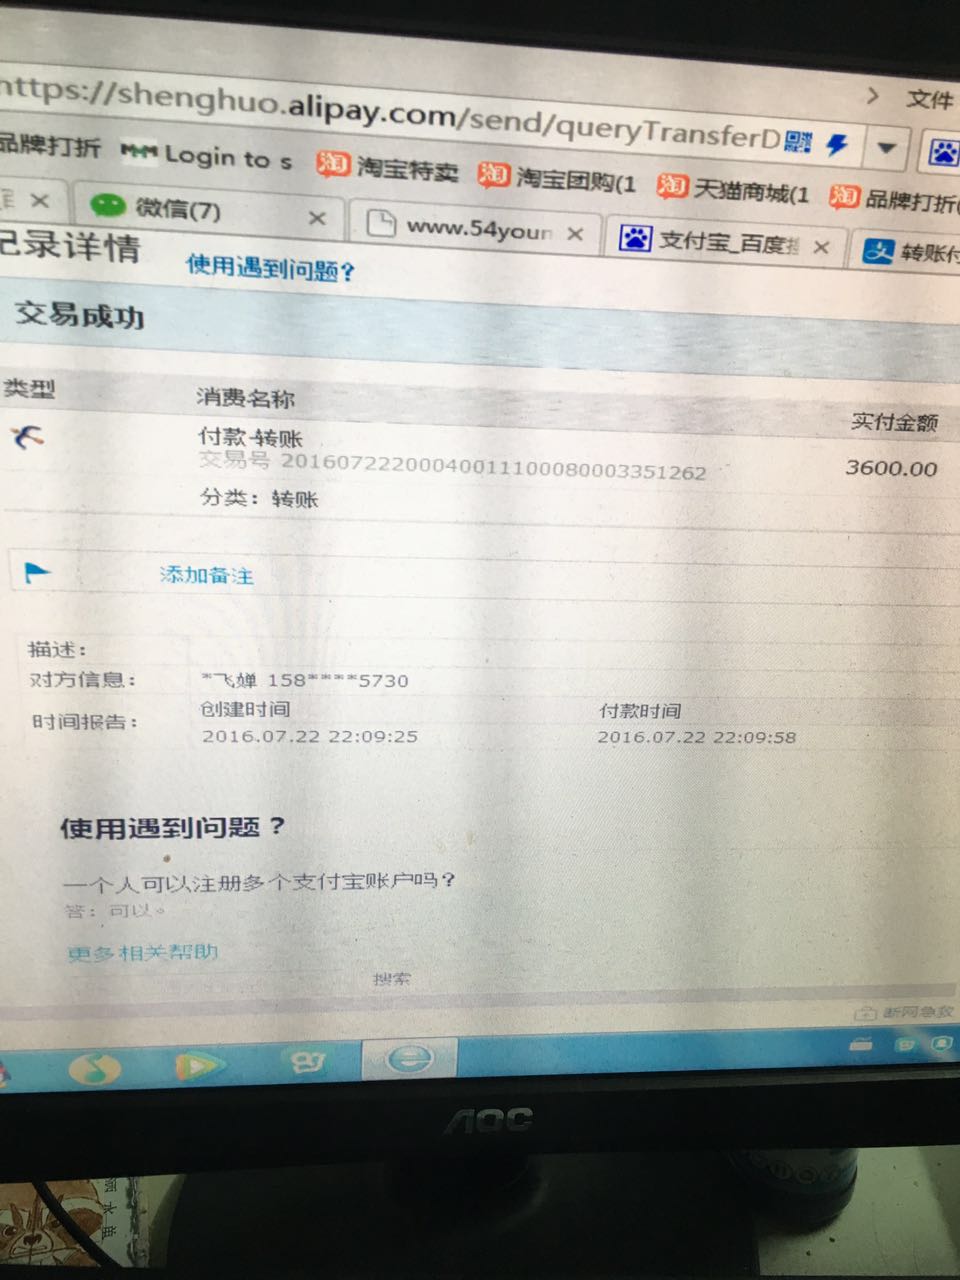 https://shenghuo.alipay.com/send/queryTransferD
文件
品牌打折 Login to s 淘宝特卖 淘宝团购(1 天猫商城(1 品牌打折(
微信(7) www.54youn 支付宝_百度搜 转账付
记录详情 使用遇到问题?
交易成功
类型 消费名称 实付金额
付款-转账
交易号 20160722200040011100080003351262 3600.00
分类：转账
添加备注
描述：
对方信息： *飞婵 158****5730
时间报告： 创建时间 付款时间
2016.07.22 22:09:25 2016.07.22 22:09:58
使用遇到问题？
一个人可以注册多个支付宝账户吗？
答：可以。
更多相关帮助
搜索
断网急救
AOC